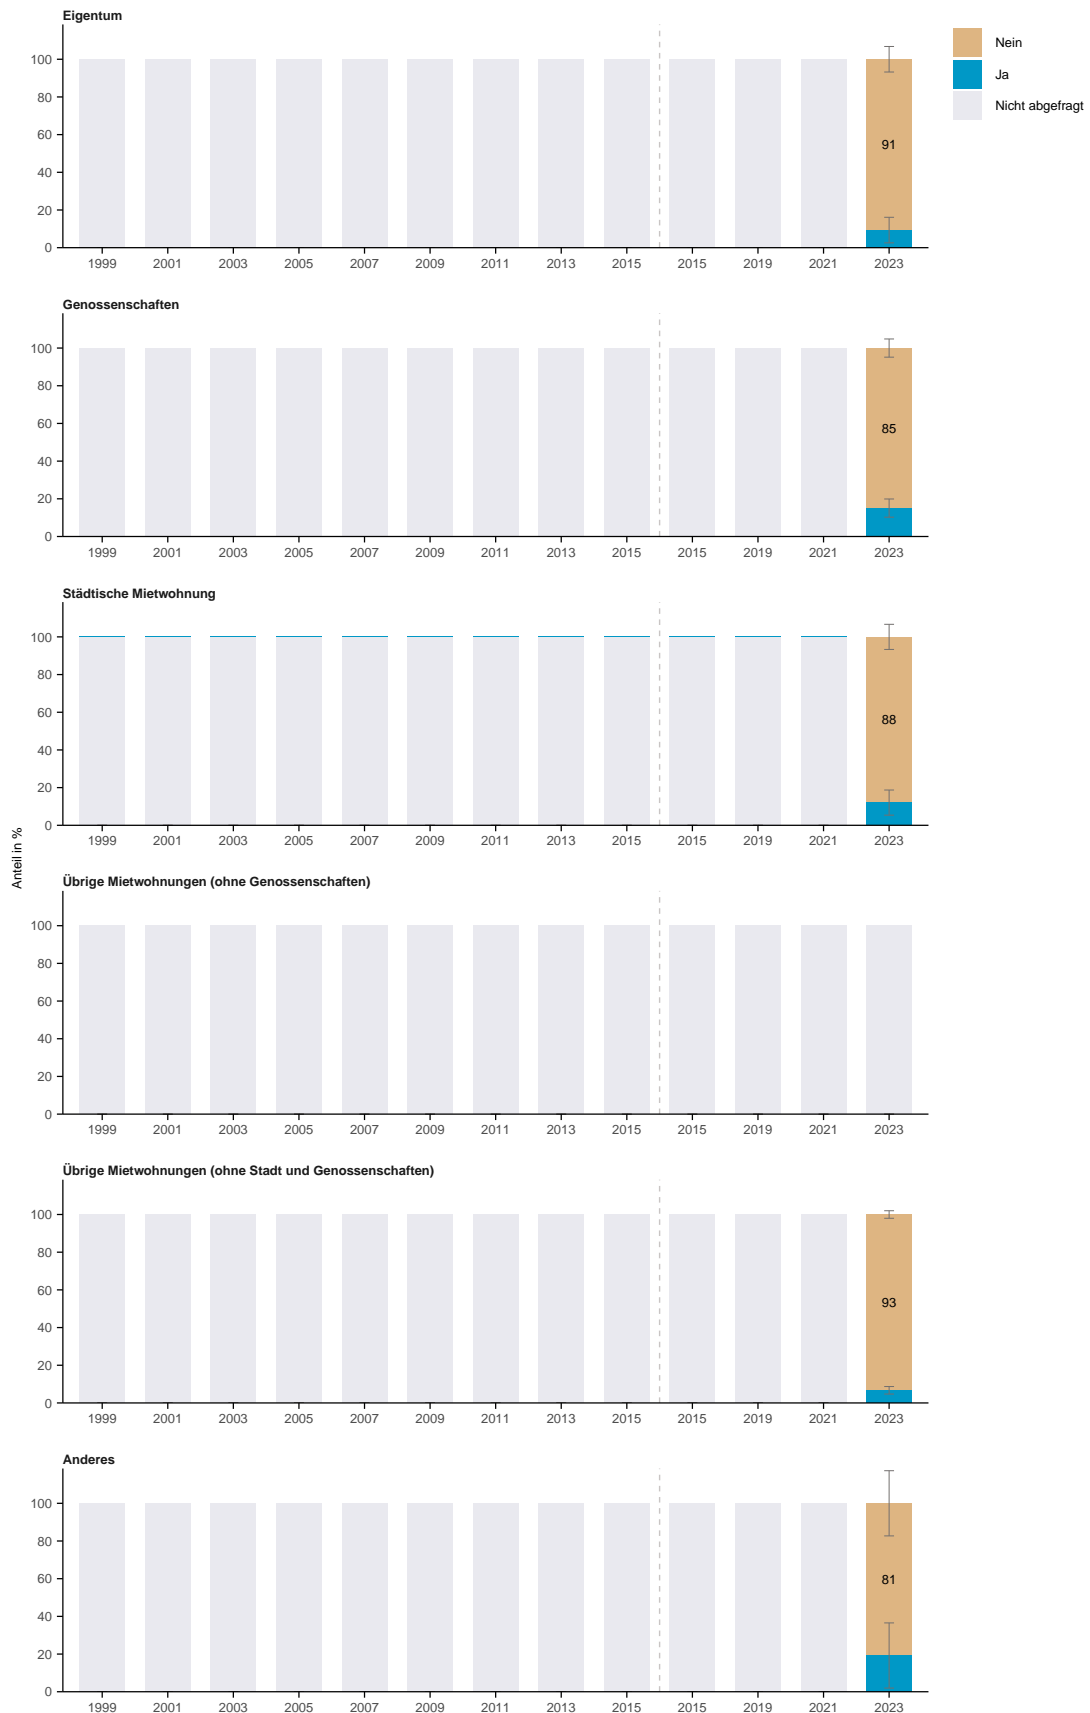 Eigentum
Nein
Ja
Nicht abgefragt
100
80
60
40
20
0
91
1999 2001 2003 2005 2007 2009 2011 2013 2015 2015 2019 2021 2023
Genossenschaften
100
80
60
40
20
0
85
1999 2001 2003 2005 2007 2009 2011 2013 2015 2015 2019 2021 2023
Städtische Mietwohnung
100
80
60
40
20
0
88
1999 2001 2003 2005 2007 2009 2011 2013 2015 2015 2019 2021 2023
Anteil in %
Übrige Mietwohnungen (ohne Genossenschaften)
100
80
60
40
20
0
1999 2001 2003 2005 2007 2009 2011 2013 2015 2015 2019 2021 2023
Übrige Mietwohnungen (ohne Stadt und Genossenschaften)
100
80
60
40
20
0
93
1999 2001 2003 2005 2007 2009 2011 2013 2015 2015 2019 2021 2023
Anderes
100
80
60
40
20
0
81
1999 2001 2003 2005 2007 2009 2011 2013 2015 2015 2019 2021 2023